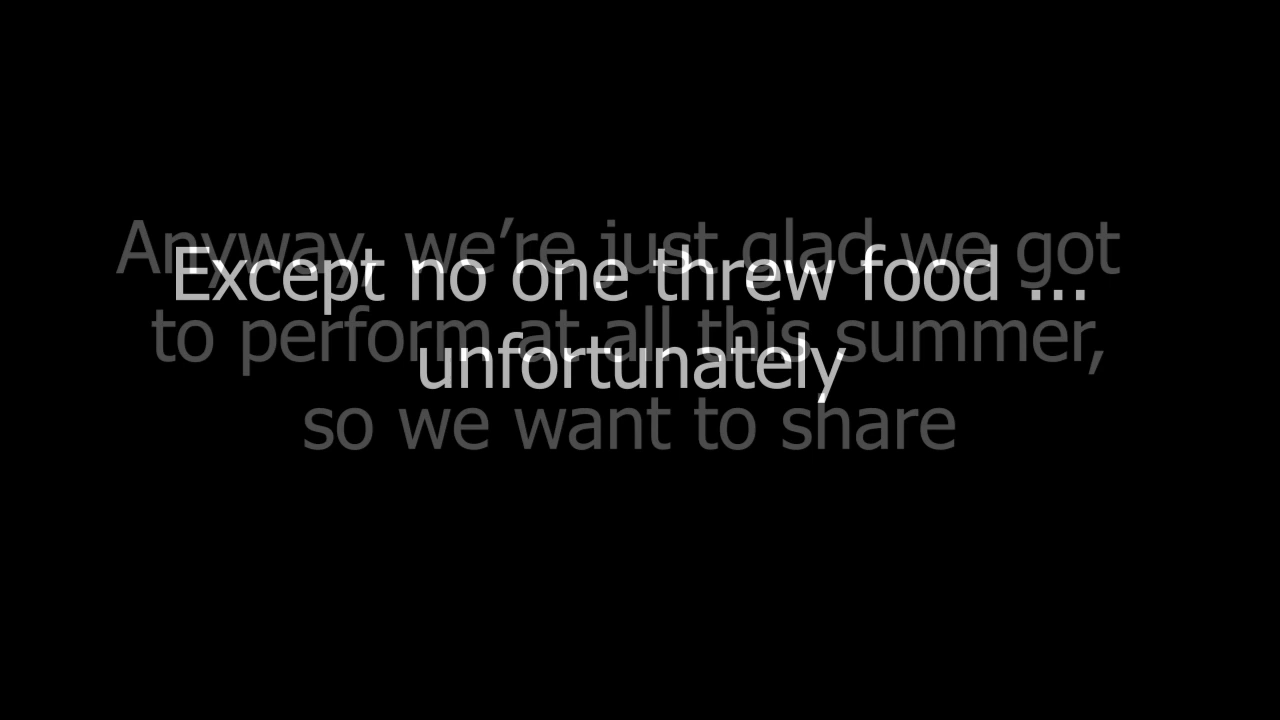 Anyway, we’re just glad we got
to perform at all this summer,
so we want to share
Except no one threw food ...
unfortunately